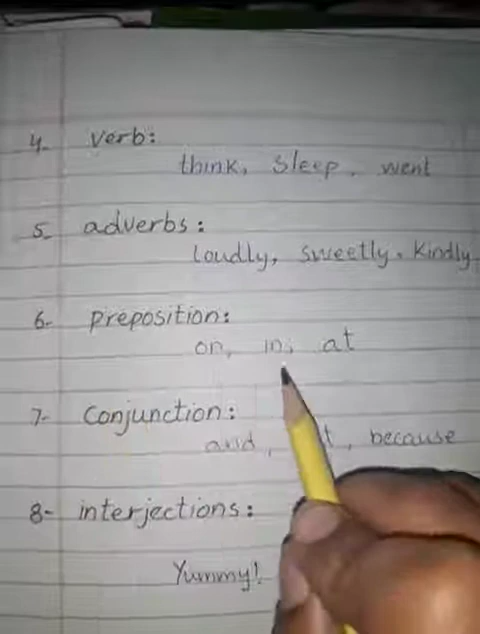 4- verb:
think, sleep, went
5- adverbs:
loudly, sweetly, kindly
6- preposition:
on, in, at
7- Conjunction:
and, , because
8- interjections:
Yummy!